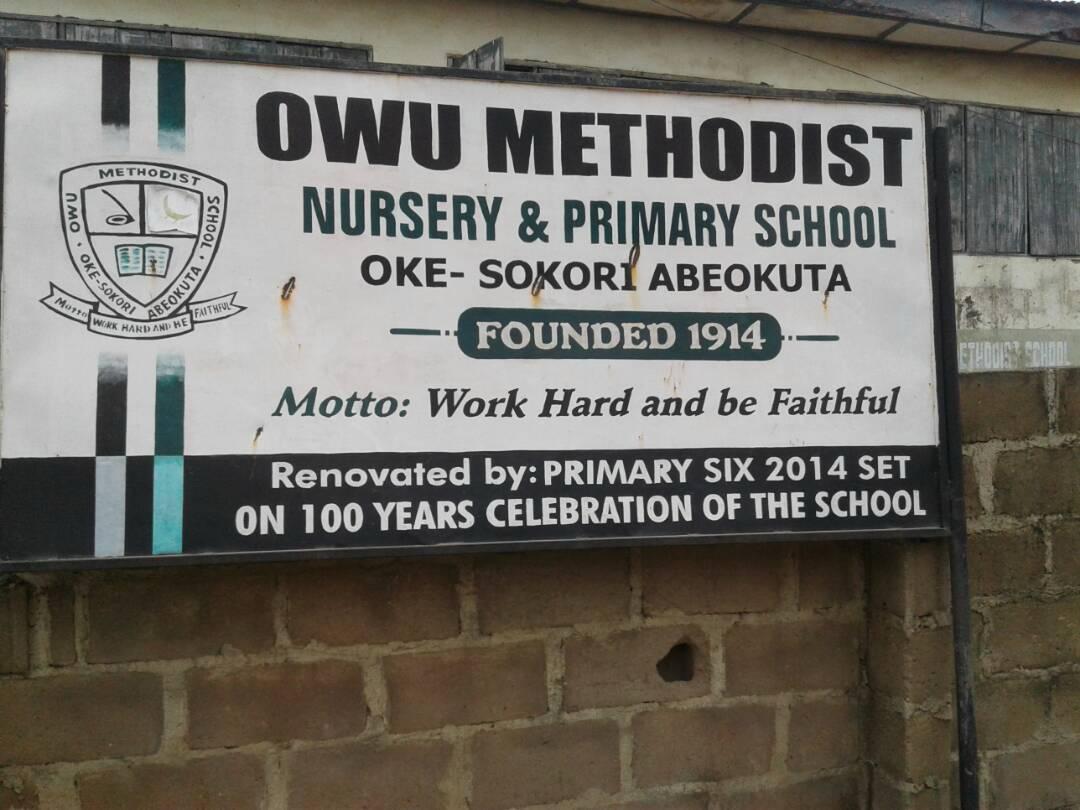 OWU METHODIST
NURSERY & PRIMARY SCHOOL
OKE- SOKORI ABEOKUTA
FOUNDED 1914
Motto: Work Hard and be Faithful
Renovated by: PRIMARY SIX 2014 SET
ON 100 YEARS CELEBRATION OF THE SCHOOL
OWU METHODIST SCHOOL
• OKE-SOKORI ABEOKUTA •
Motto WORK HARD AND BE FAITHFUL
ETHODIST SCHOOL